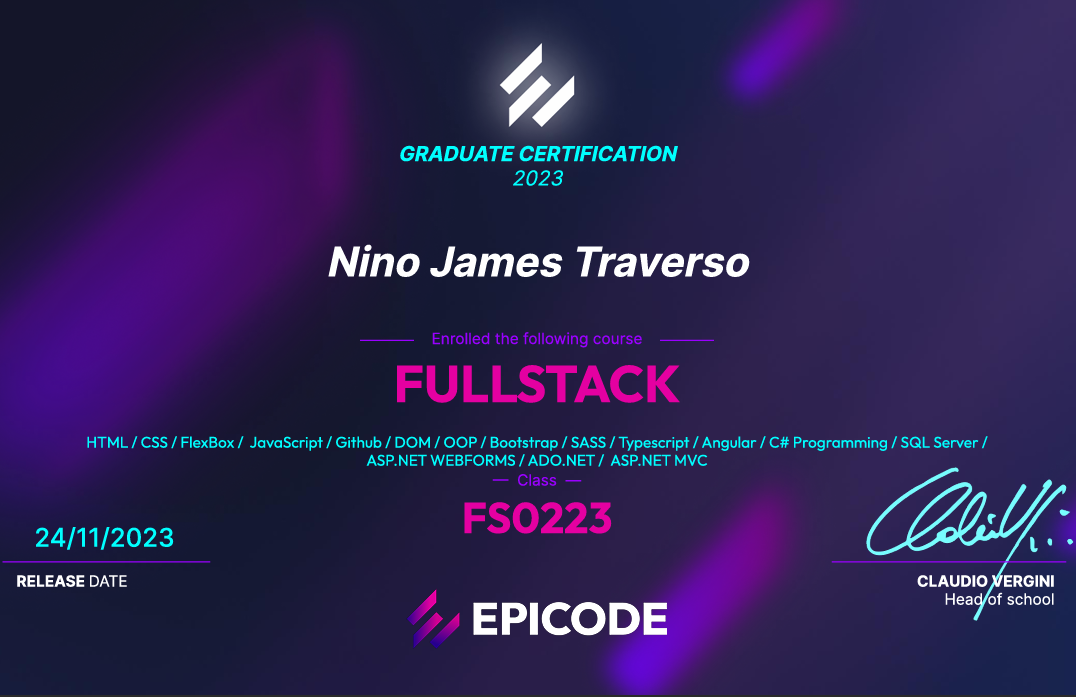 GRADUATE CERTIFICATION
2023
Nino James Traverso
Enrolled the following course
FULLSTACK
HTML / CSS / FlexBox / JavaScript / Github / DOM / OOP / Bootstrap / SASS / Typescript / Angular / C# Programming / SQL Server /
ASP.NET WEBFORMS / ADO.NET / ASP.NET MVC
Class
FS0223
24/11/2023
RELEASE DATE
CLAUDIO VERGINI
Head of school
EPICODE